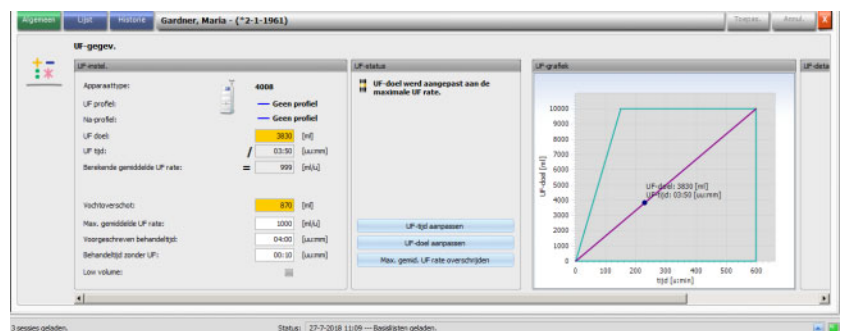 Algemeen Lijst Historie Gardner, Maria - (*2-1-1961) Toepas. Annul. X
UF-gegev.
UF-instel.
Apparaattype: 4008
UF profiel: Geen profiel
Na-profiel: Geen profiel
UF doel: 3830 [ml]
UF tijd: / 03:50 [uu:mm]
Berekende gemiddelde UF rate: = 999 [ml/u]
Vochtoverschot: 870 [ml]
Max. gemiddelde UF rate: 1000 [ml/u]
Voorgeschreven behandeltijd: 04:00 [uu:mm]
Behandeltijd zonder UF: 00:10 [uu:mm]
Low volume:
UF-status
UF-doel werd aangepast aan de
maximale UF rate.
UF-tijd aanpassen
UF-doel aanpassen
Max. gemid. UF rate overschrijden
UF-grafiek
10000
9000
8000
7000
6000
5000
4000
3000
2000
1000
0
UF-doel [ml]
UF-doel: 3830 [ml]
UF-tijd: 03:50 [uu:mm]
0 100 200 300 400 500 600
tijd [u:min]
UF-data
3 sessies geladen. Status: 27-7-2018 11:09 --- Basislijsten geladen.